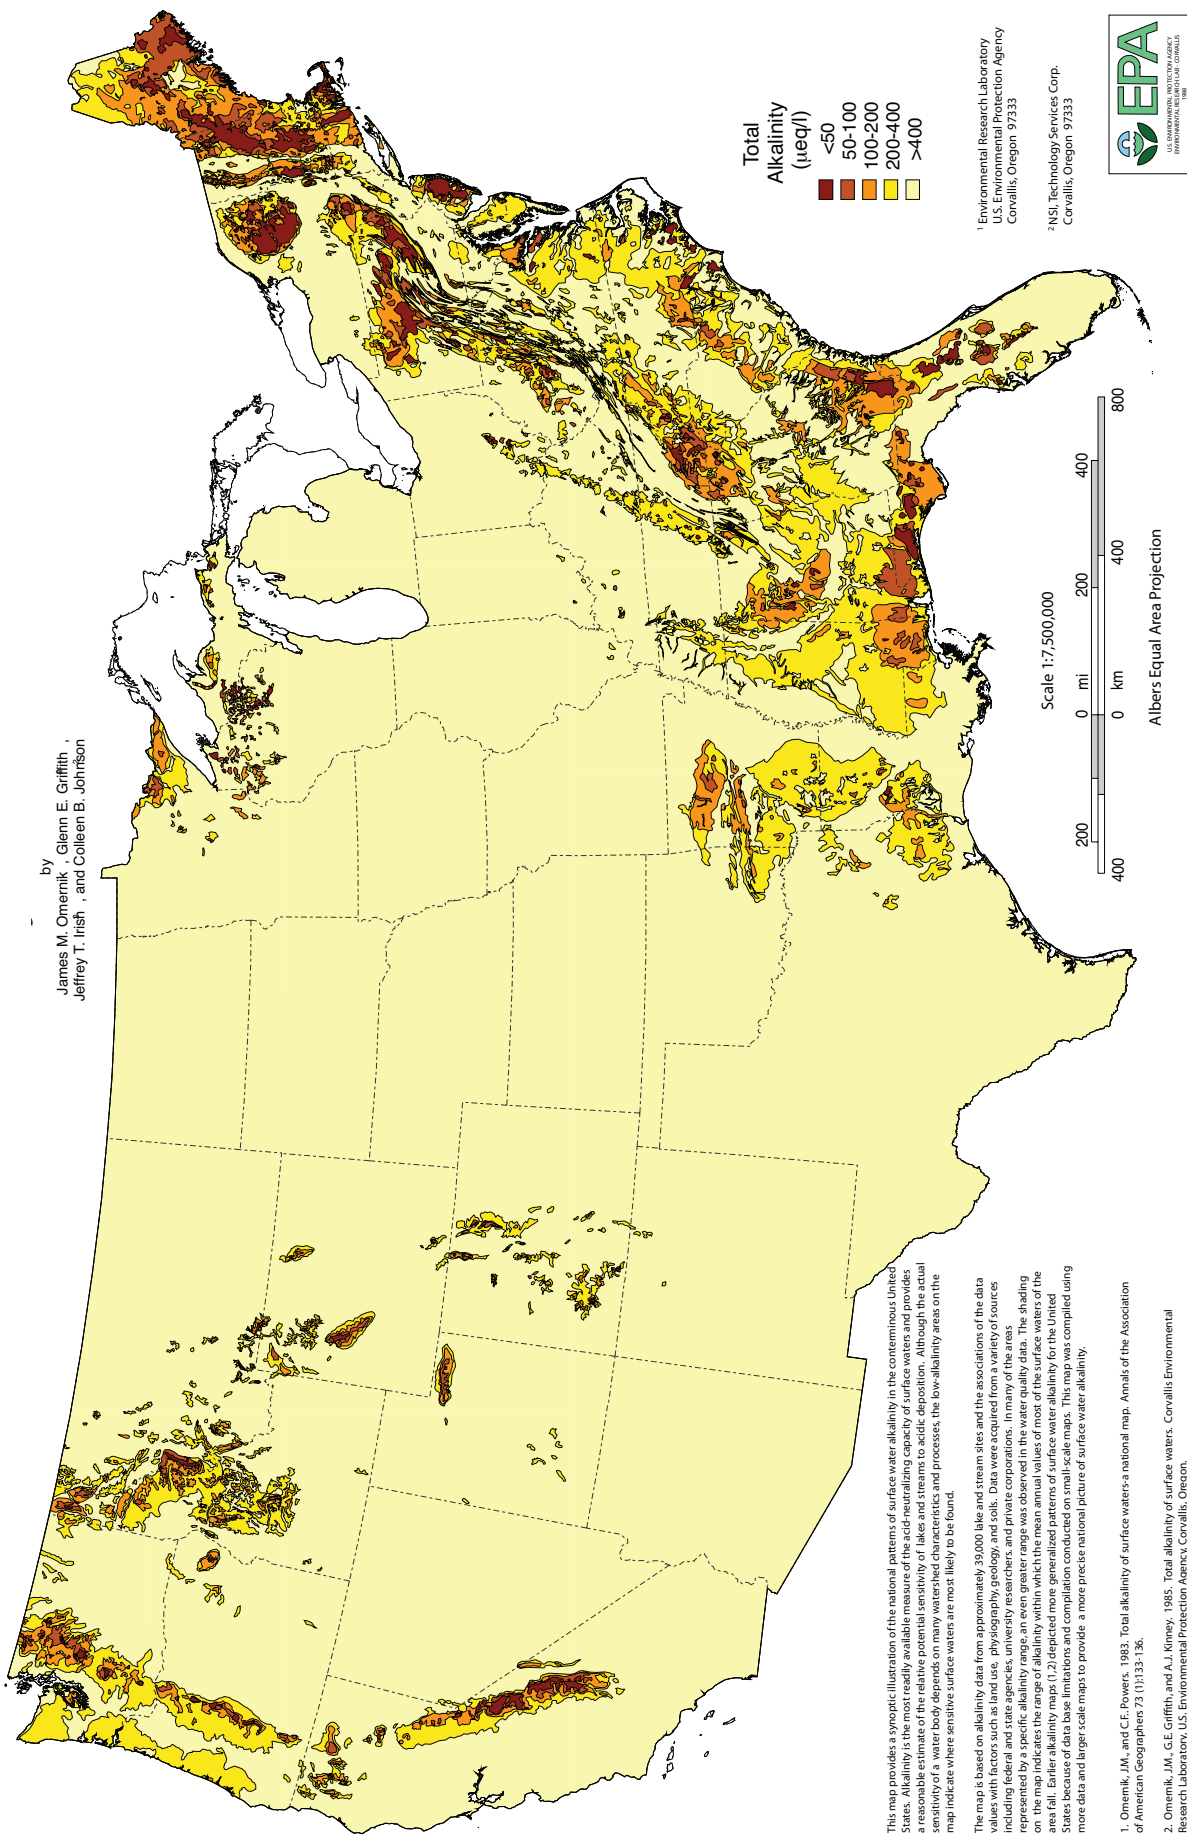 by
James M. Omernik , Glenn E. Griffith ,
Jeffrey T. Irish , and Colleen B. Johnson
Total
Alkalinity
(µeq/l)
<50
50-100
100-200
200-400
>400
1 Environmental Research Laboratory
U.S. Environmental Protection Agency
Corvallis, Oregon 97333
2 NSI, Technology Services Corp.
Corvallis, Oregon 97333
EPA
U.S. ENVIRONMENTAL PROTECTION AGENCY
ENVIRONMENTAL RESEARCH LAB - CORVALLIS
1988
Scale 1:7,500,000
200 0 mi 200 400
400 0 km 400 800
Albers Equal Area Projection
This map provides a synoptic illustration of the national patterns of surface water alkalinity in the conterminous United
States. Alkalinity is the most readily available measure of the acid-neutralizing capacity of surface waters and provides
a reasonable estimate of the relative potential sensitivity of lakes and streams to acidic deposition. Although the actual
sensitivity of a water body depends on many watershed characteristics and processes, the low-alkalinity areas on the
map indicate where sensitive surface waters are most likely to be found.
The map is based on alkalinity data from approximately 39,000 lake and stream sites and the associations of the data
values with factors such as land use, physiography, geology, and soils. Data were acquired from a variety of sources
including federal and state agencies, university researchers, and private corporations. In many of the areas
represented by a specific alkalinity range, an even greater range was observed in the water quality data. The shading
on the map indicates the range of alkalinity within which the mean annual values of most of the surface waters of the
area fall. Earlier alkalinity maps (1,2) depicted more generalized patterns of surface water alkalinity for the United
States because of data base limitations and compilation conducted on small-scale maps. This map was compiled using
more data and larger scale maps to provide a more precise national picture of surface water alkalinity.
1. Omernik, J.M., and C.F. Powers. 1983. Total alkalinity of surface waters-a national map. Annals of the Association
of American Geographers 73 (1):133-136.
2. Omernik, J.M., G.E. Griffith, and A.J. Kinney. 1985. Total alkalinity of surface waters. Corvallis Environmental
Research Laboratory, U.S. Environmental Protection Agency, Corvallis, Oregon.